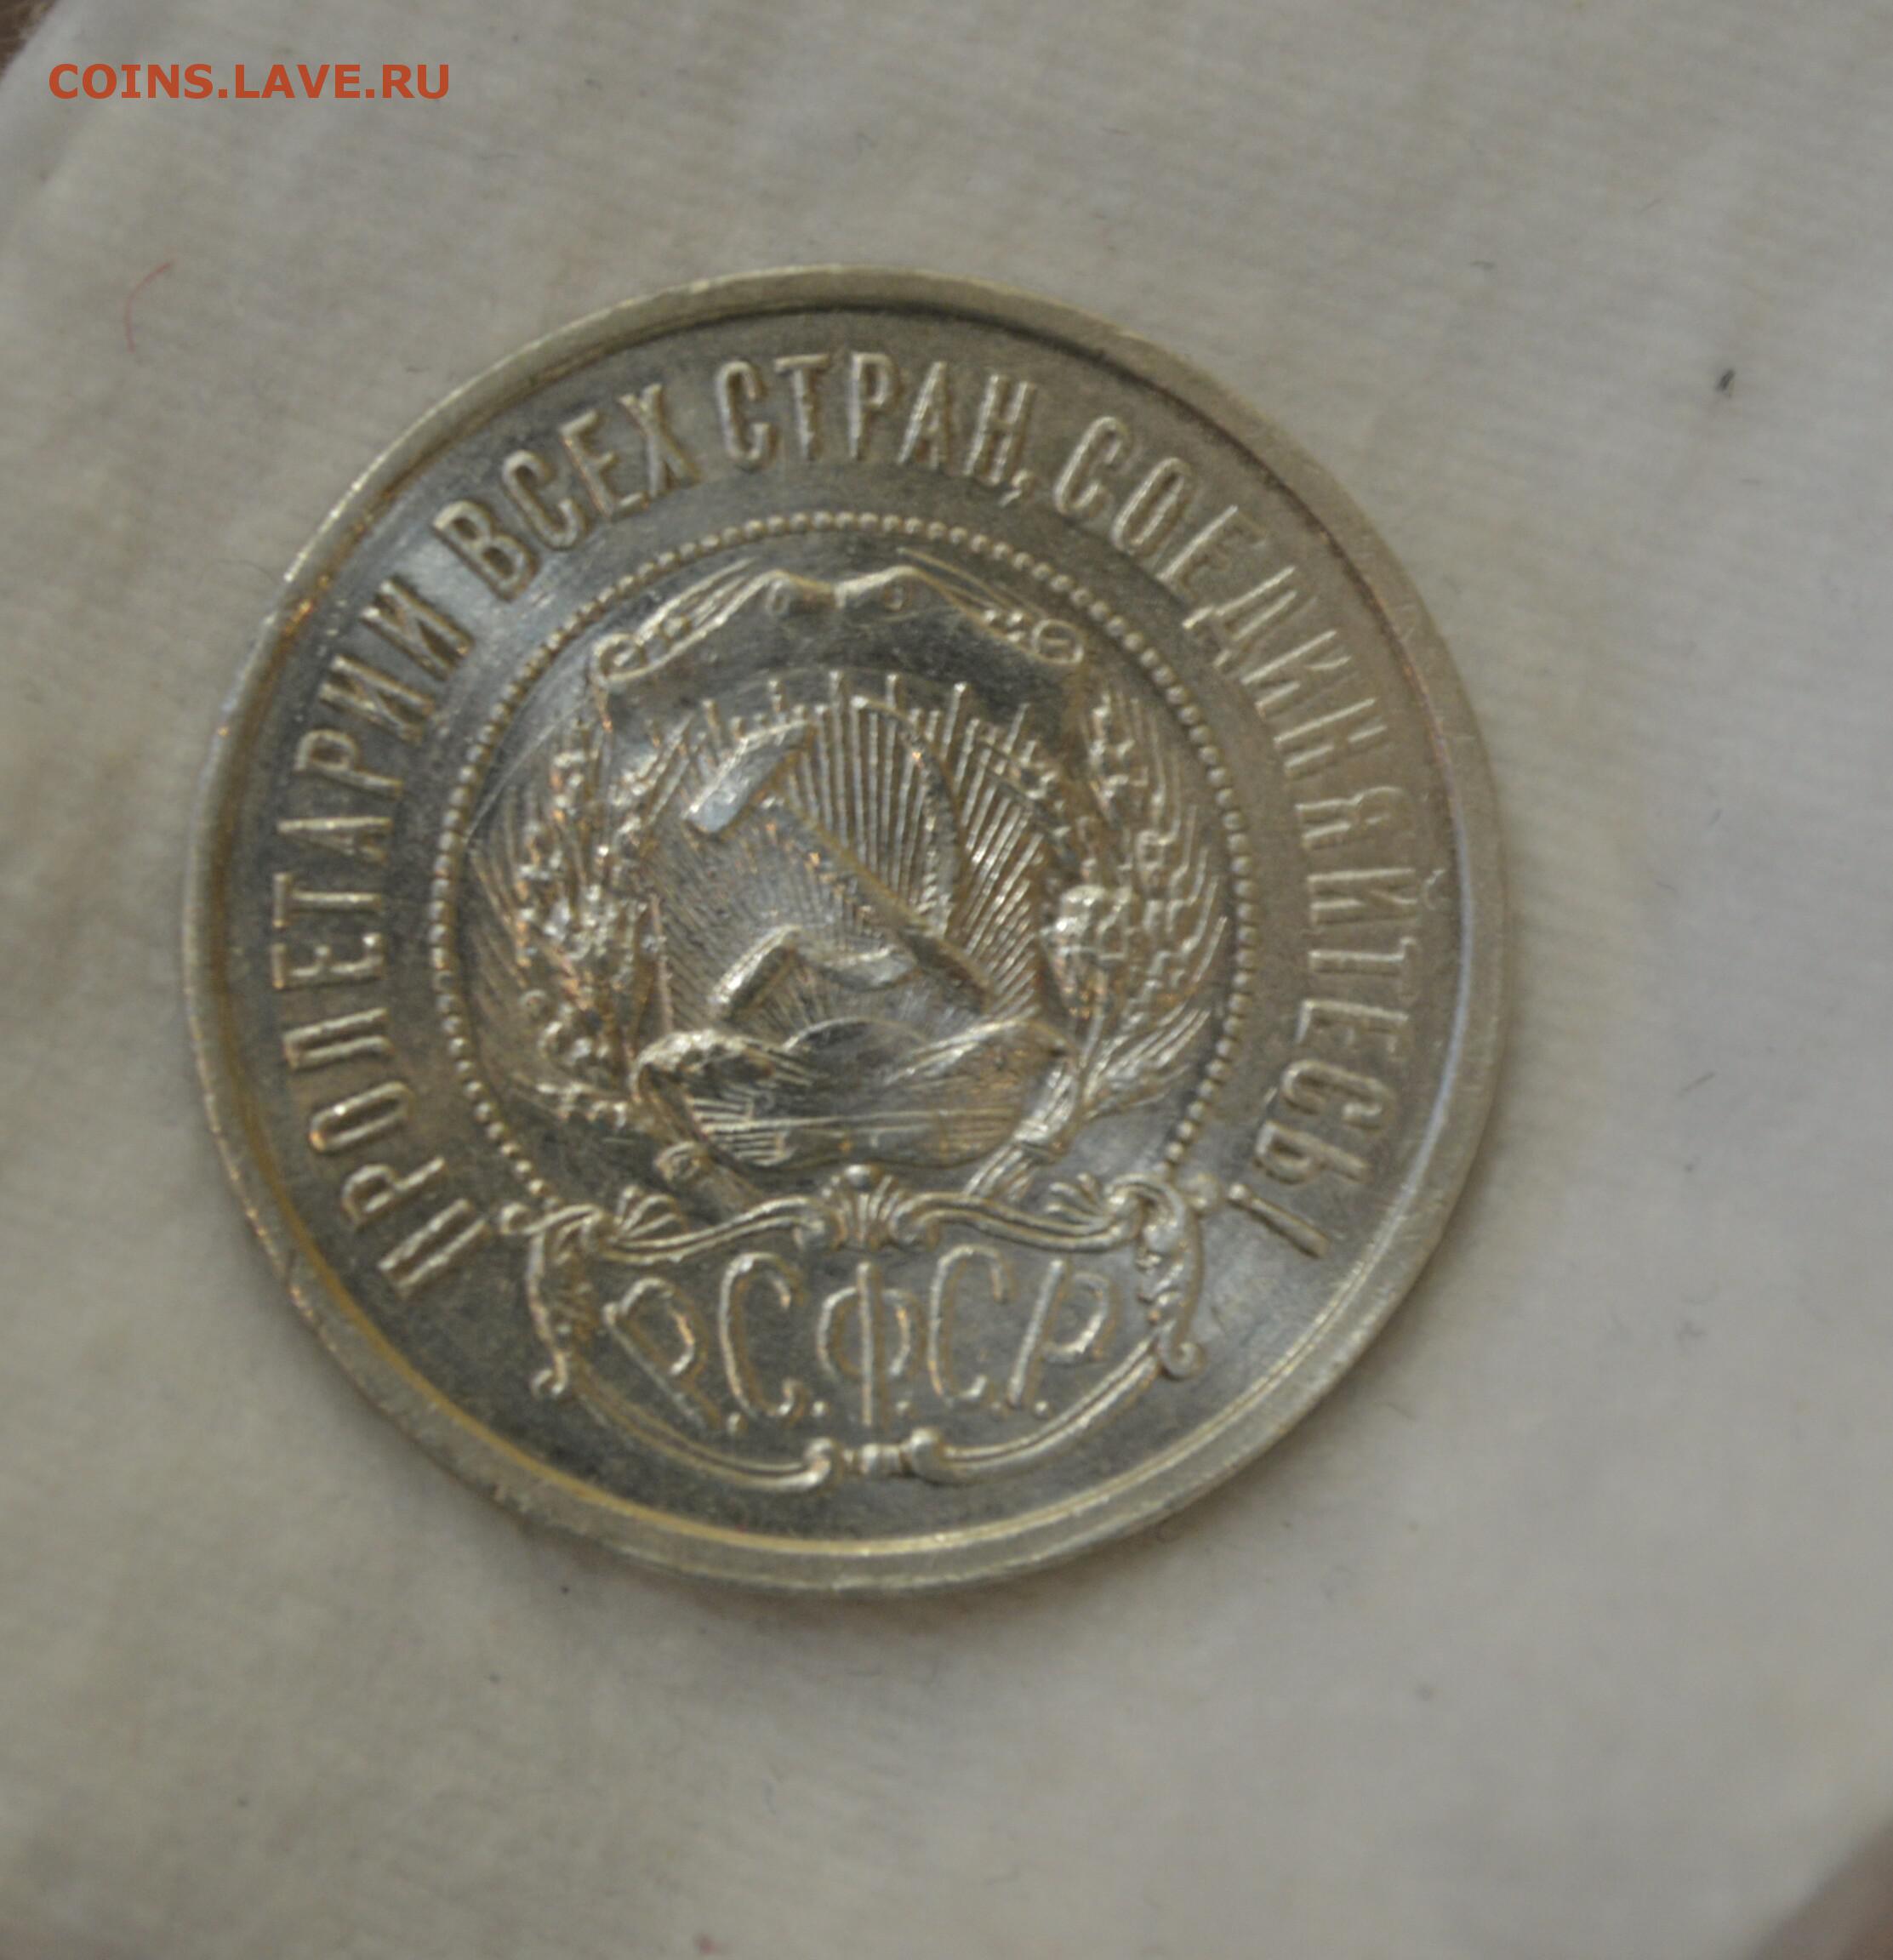 COINS.LAVE.RU
ПРОЛЕТАРИИ ВСЕХ СТРАН, СОЕДИНЯЙТЕСЬ!
Р.С.Ф.С.Р.